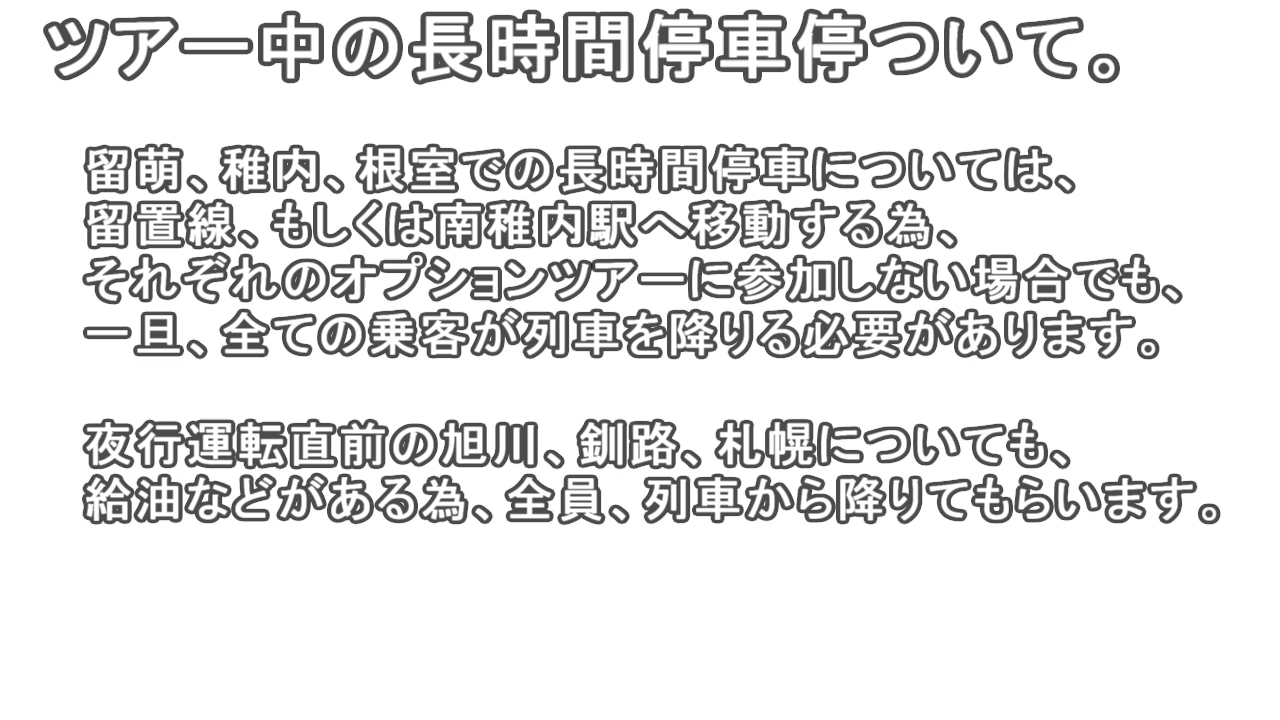 ツアー中の長時間停車停ついて。
留萌、稚内、根室での長時間停車については、
留置線、もしくは南稚内駅へ移動する為、
それぞれのオプションツアーに参加しない場合でも、
一旦、全ての乗客が列車を降りる必要があります。
夜行運転直前の旭川、釧路、札幌についても、
給油などがある為、全員、列車から降りてもらいます。